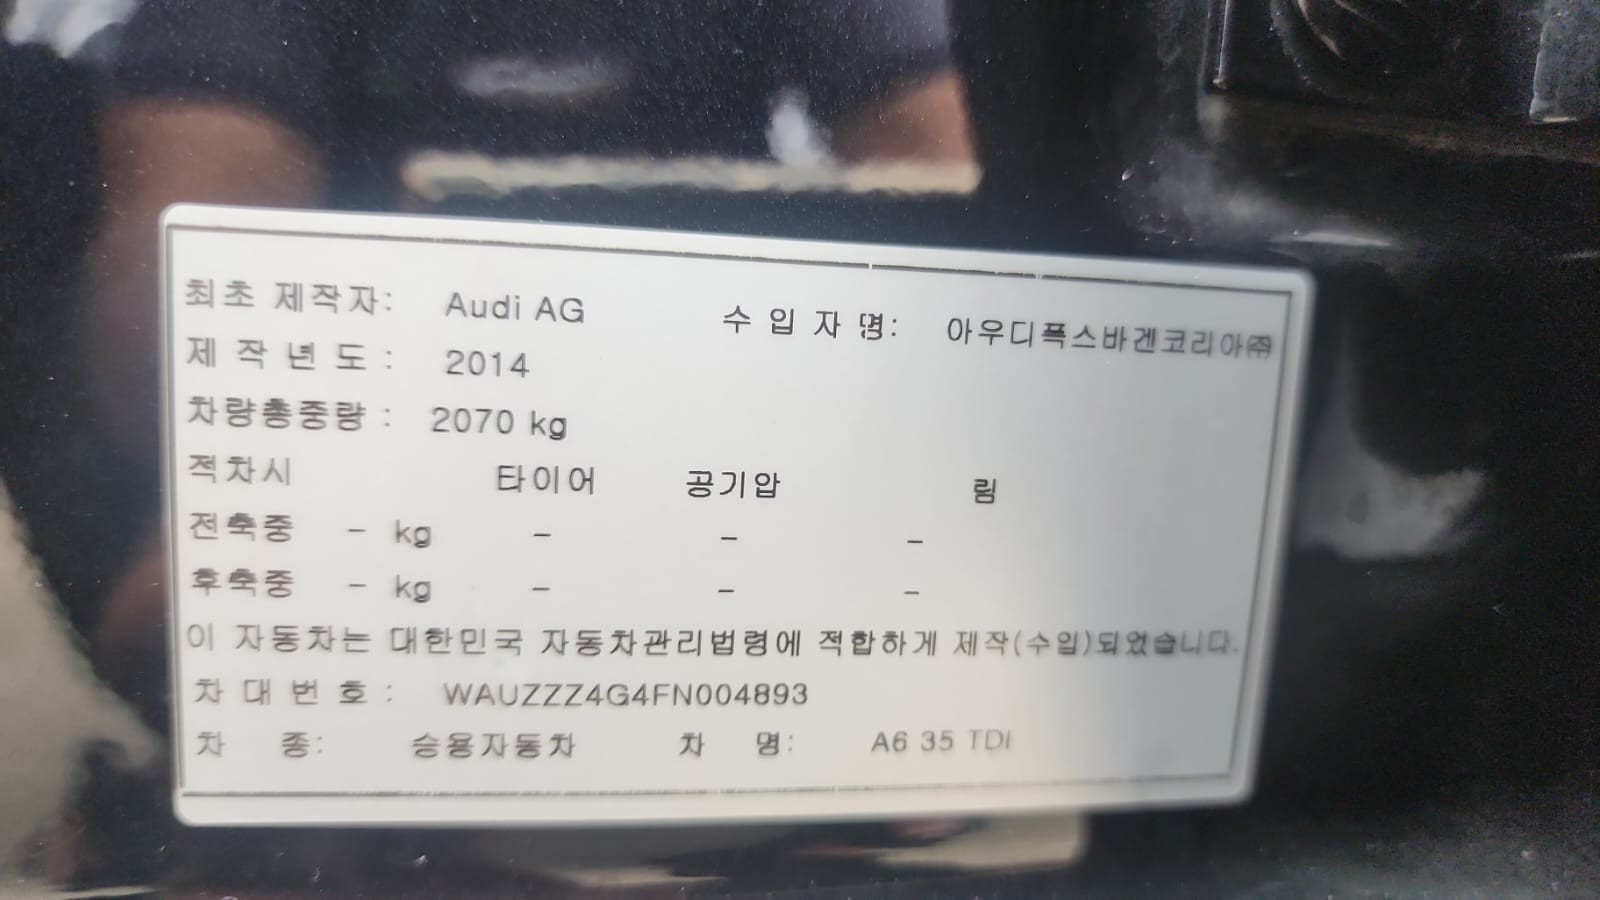 최초 제작자: Audi AG 수 입 자 명: 아우디폭스바겐코리아㈜
제 작 년 도 : 2014
차량총중량 : 2070 kg
적차시 타이어 공기압 림
전축중 - kg - - -
후축중 - kg - - -
이 자동차는 대한민국 자동차관리법령에 적합하게 제작(수입)되었습니다.
차 대 번 호 : WAUZZZ4G4FN004893
차 종: 승용자동차 차 명: A6 35 TDI